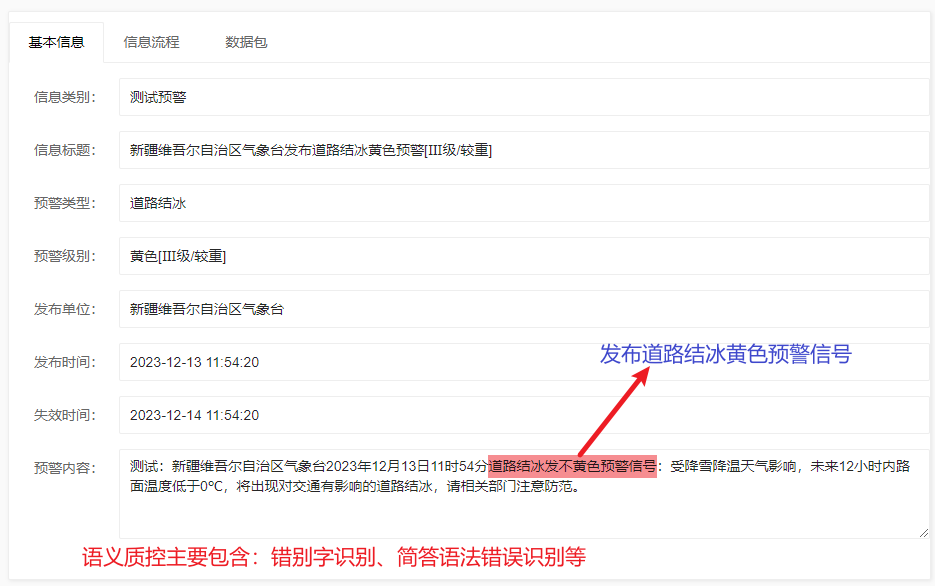 基本信息 信息流程 数据包
信息类别： 测试预警
信息标题： 新疆维吾尔自治区气象台发布道路结冰黄色预警[III级/较重]
预警类型： 道路结冰
预警级别： 黄色[III级/较重]
发布单位： 新疆维吾尔自治区气象台
发布时间： 2023-12-13 11:54:20
发布道路结冰黄色预警信号
失效时间： 2023-12-14 11:54:20
预警内容： 测试：新疆维吾尔自治区气象台2023年12月13日11时54分道路结冰发不黄色预警信号：受降雪降温天气影响，未来12小时内路
面温度低于0℃，将出现对交通有影响的道路结冰，请相关部门注意防范。
语义质控主要包含：错别字识别、简答语法错误识别等